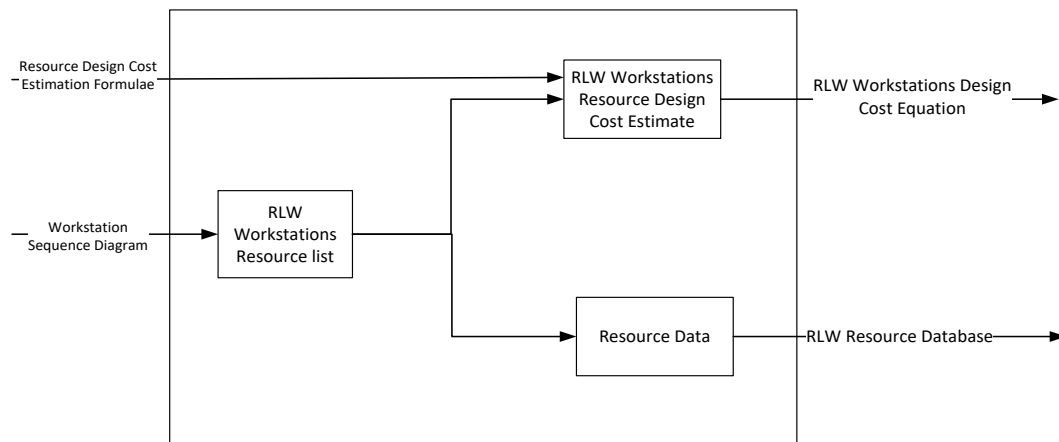 Resource Design Cost
Estimation Formulae
RLW Workstations
Resource Design
Cost Estimate
RLW Workstations Design
Cost Equation
Workstation
Sequence Diagram
RLW
Workstations
Resource list
Resource Data
RLW Resource Database